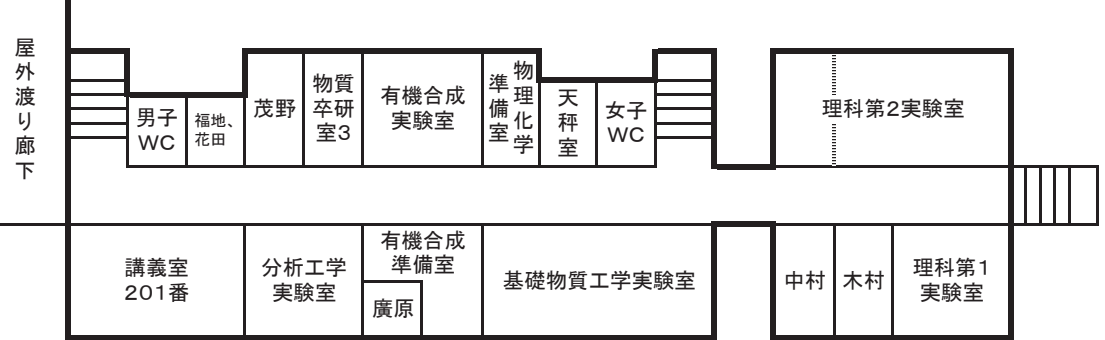 屋外渡り廊下
男子
WC
福地、
花田
茂野
物質
卒研
室3
有機合成
実験室
物理化学
準備室
天秤室
女子
WC
理科第2実験室
講義室
201番
分析工学
実験室
有機合成
準備室
廣原
基礎物質工学実験室
中村
木村
理科第1
実験室